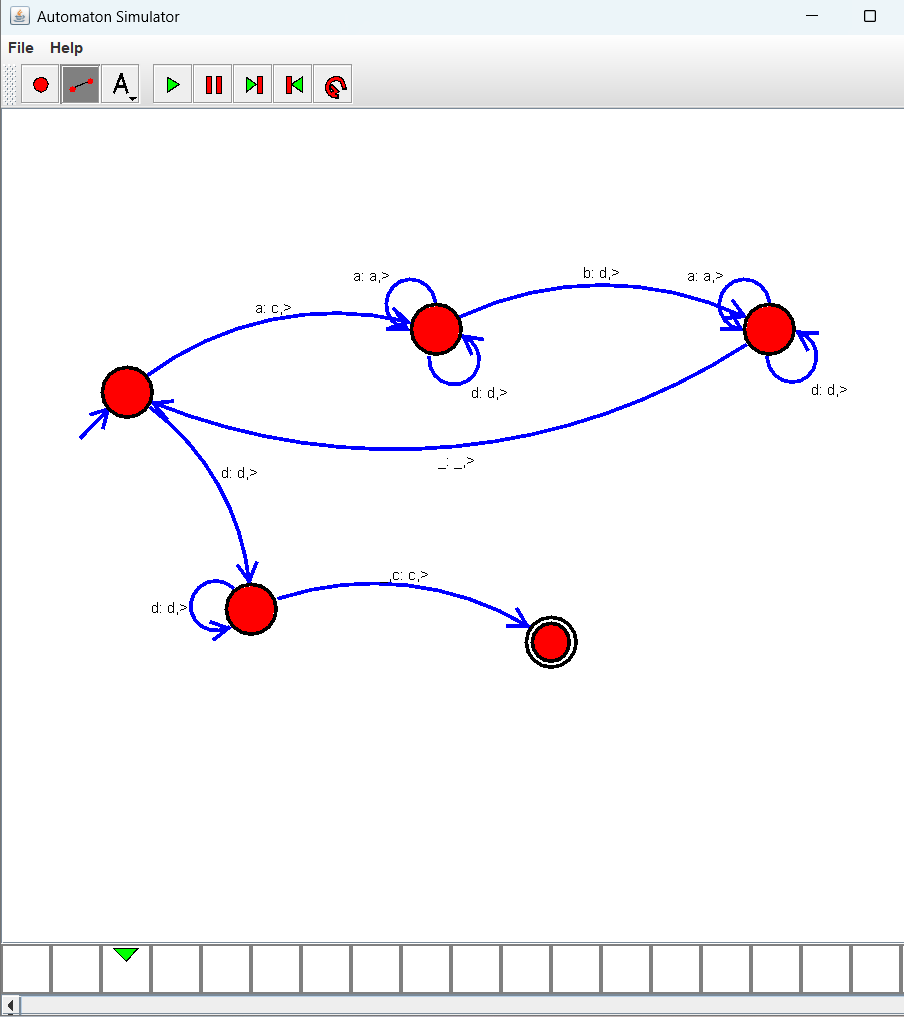 Automaton Simulator
File Help
A
a: a,>
b: d,>
a: a,>
a: c,>
d: d,>
d: d,>
_: _,>
d: d,>
_,c: c,>
d: d,>